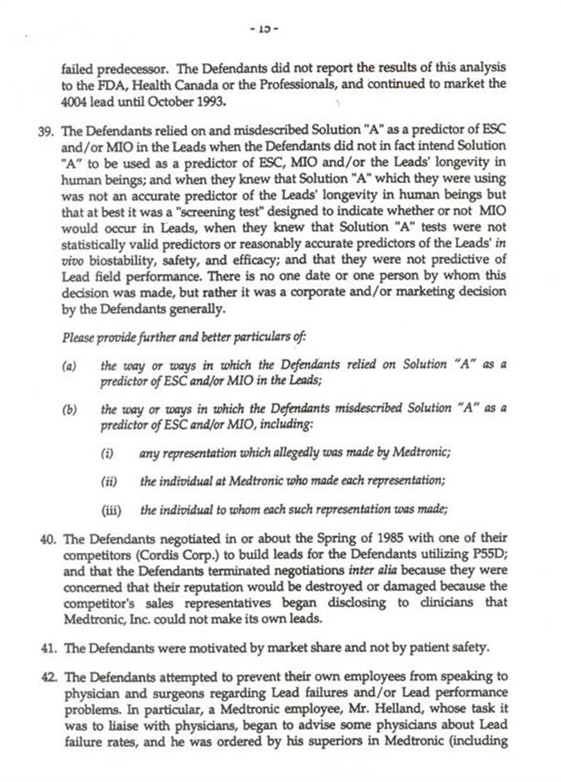 failed predecessor. The Defendants did not report the results of this analysis
to the FDA, Health Canada or the Professionals, and continued to market the
4004 lead until October 1993.
39. The Defendants relied on and misdescribed Solution "A" as a predictor of ESC
and/or MIO in the Leads when the Defendants did not in fact intend Solution
"A" to be used as a predictor of ESC, MIO and/or the Leads' longevity in
human beings; and when they knew that Solution "A" which they were using
was not an accurate predictor of the Leads' longevity in human beings but
that at best it was a "screening test" designed to indicate whether or not MIO
would occur in Leads, when they knew that Solution "A" tests were not
statistically valid predictors or reasonably accurate predictors of the Leads' in
vivo biostability, safety, and efficacy; and that they were not predictive of
Lead field performance. There is no one date or one person by whom this
decision was made, but rather it was a corporate and/or marketing decision
by the Defendants generally.
Please provide further and better particulars of:
(a) the way or ways in which the Defendants relied on Solution "A" as a
predictor of ESC and/or MIO in the Leads;
(b) the way or ways in which the Defendants misdescribed Solution "A" as a
predictor of ESC and/or MIO, including:
(i) any representation which allegedly was made by Medtronic;
(ii) the individual at Medtronic who made each representation;
(iii) the individual to whom each such representation was made;
40. The Defendants negotiated in or about the Spring of 1985 with one of their
competitors (Cordis Corp.) to build leads for the Defendants utilizing P55D;
and that the Defendants terminated negotiations inter alia because they were
concerned that their reputation would be destroyed or damaged because the
competitor's sales representatives began disclosing to clinicians that
Medtronic, Inc. could not make its own leads.
41. The Defendants were motivated by market share and not by patient safety.
42. The Defendants attempted to prevent their own employees from speaking to
physician and surgeons regarding Lead failures and/or Lead performance
problems. In particular, a Medtronic employee, Mr. Helland, whose task it
was to liaise with physicians, began to advise some physicians about Lead
failure rates, and he was ordered by his superiors in Medtronic (including